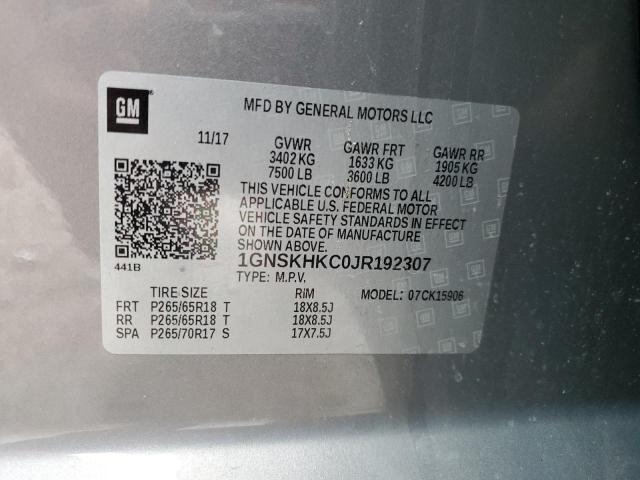 GM
MFD BY GENERAL MOTORS LLC
11/17 GVWR GAWR FRT GAWR RR
3402 KG 1633 KG 1905 KG
7500 LB 3600 LB 4200 LB
THIS VEHICLE CONFORMS TO ALL
APPLICABLE U.S. FEDERAL MOTOR
VEHICLE SAFETY STANDARDS IN EFFECT
ON THE DATE OF MANUFACTURE
SHOWN ABOVE.
441B 1GNSKHKC0JR192307
TYPE: M.P.V.
TIRE SIZE RIM MODEL: 07CK15906
FRT P265/65R18 T 18X8.5J
RR P265/65R18 T 18X8.5J
SPA P265/70R17 S 17X7.5J